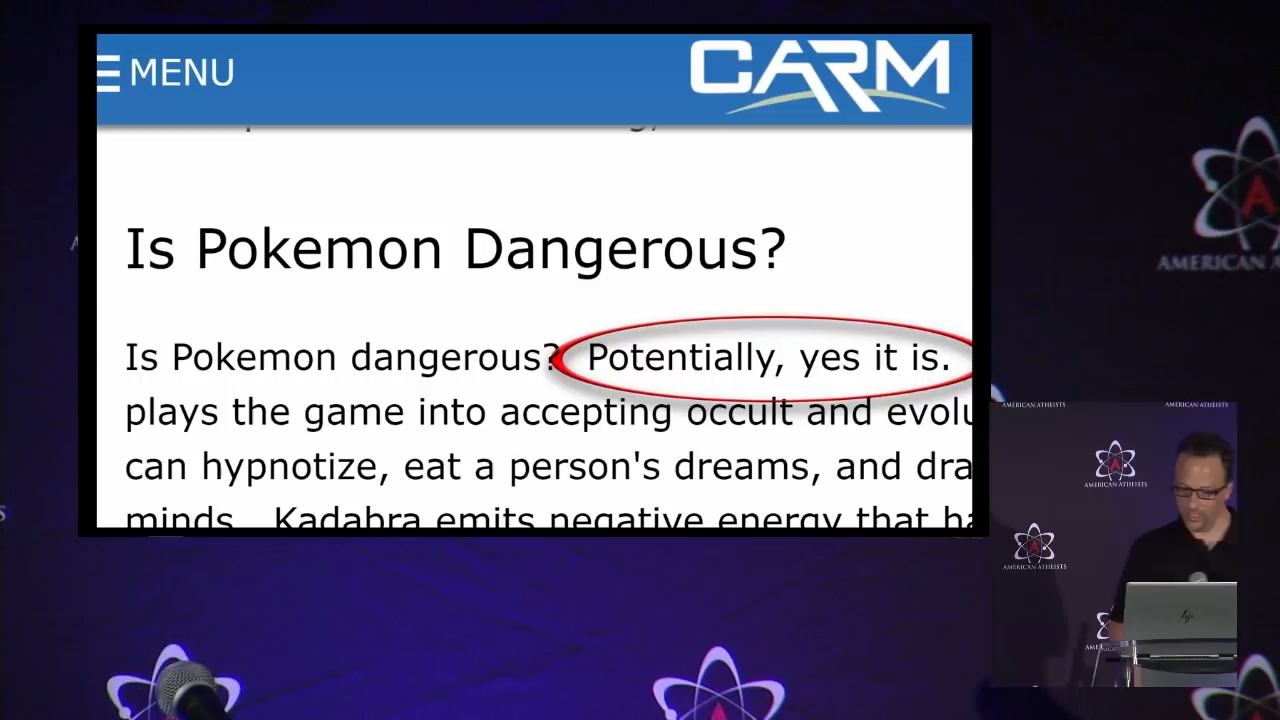 MENU
CARM
Is Pokemon Dangerous?
Is Pokemon dangerous? Potentially, yes it is.
plays the game into accepting occult and evolu
can hypnotize, eat a person's dreams, and dra
minds. Kadabra emits negative energy that ha
AMERICAN A
AMERICAN ATHEISTS
AMERICAN ATHEISTS
AMERICAN ATHEISTS
AMERICAN ATHEISTS
hp